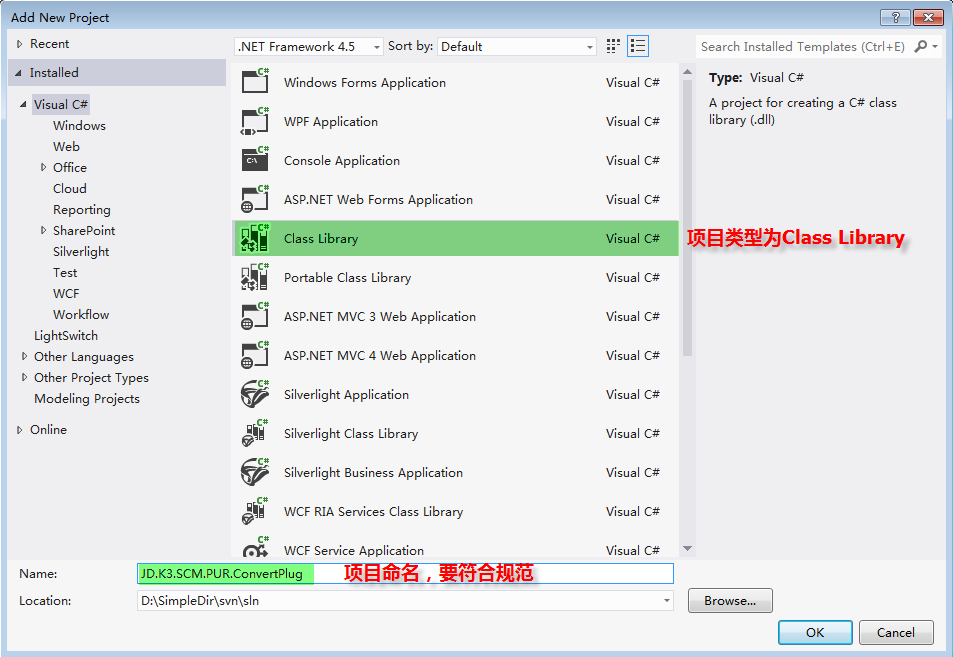 Add New Project
Recent
Installed
Visual C#
Windows
Web
Office
Cloud
Reporting
SharePoint
Silverlight
Test
WCF
Workflow
LightSwitch
Other Languages
Other Project Types
Modeling Projects
Online
.NET Framework 4.5 Sort by: Default
Windows Forms Application Visual C#
WPF Application Visual C#
Console Application Visual C#
ASP.NET Web Forms Application Visual C#
Class Library Visual C# 项目类型为Class Library
Portable Class Library Visual C#
ASP.NET MVC 3 Web Application Visual C#
ASP.NET MVC 4 Web Application Visual C#
Silverlight Application Visual C#
Silverlight Class Library Visual C#
Silverlight Business Application Visual C#
WCF RIA Services Class Library Visual C#
WCF Service Application Visual C#
Search Installed Templates (Ctrl+E)
Type: Visual C#
A project for creating a C# class
library (.dll)
Name: JD.K3.SCM.PUR.ConvertPlug 项目命名，要符合规范
Location: D:\SimpleDir\svn\sln Browse...
OK Cancel